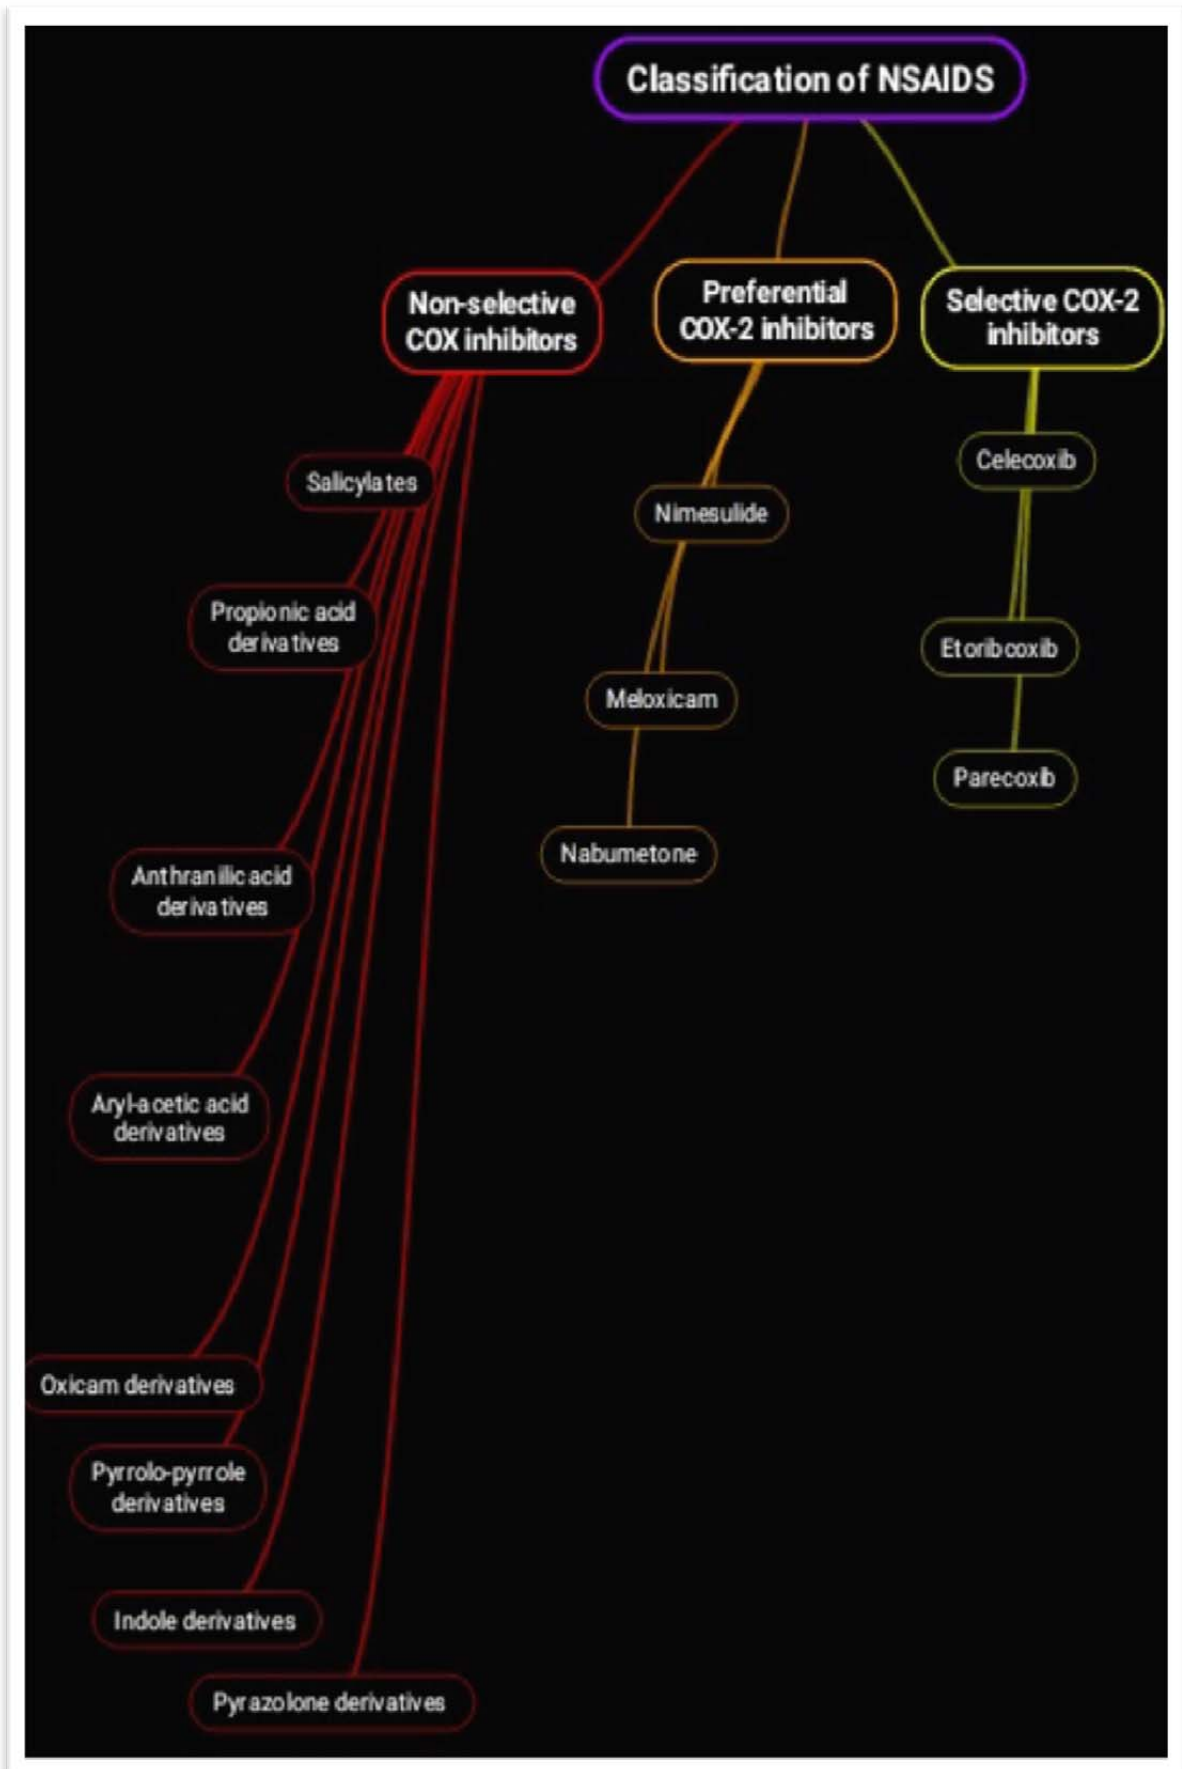 Classification of NSAIDS
Non-selective
COX inhibitors
Preferential
COX-2 inhibitors
Selective COX-2
inhibitors
Salicylates
Propionic acid
derivatives
Anthranilic acid
derivatives
Aryl-acetic acid
derivatives
Oxicam derivatives
Pyrrolo-pyrrole
derivatives
Indole derivatives
Pyrazolone derivatives
Nimesulide
Meloxicam
Nabumetone
Celecoxib
Etoribcoxib
Parecoxib